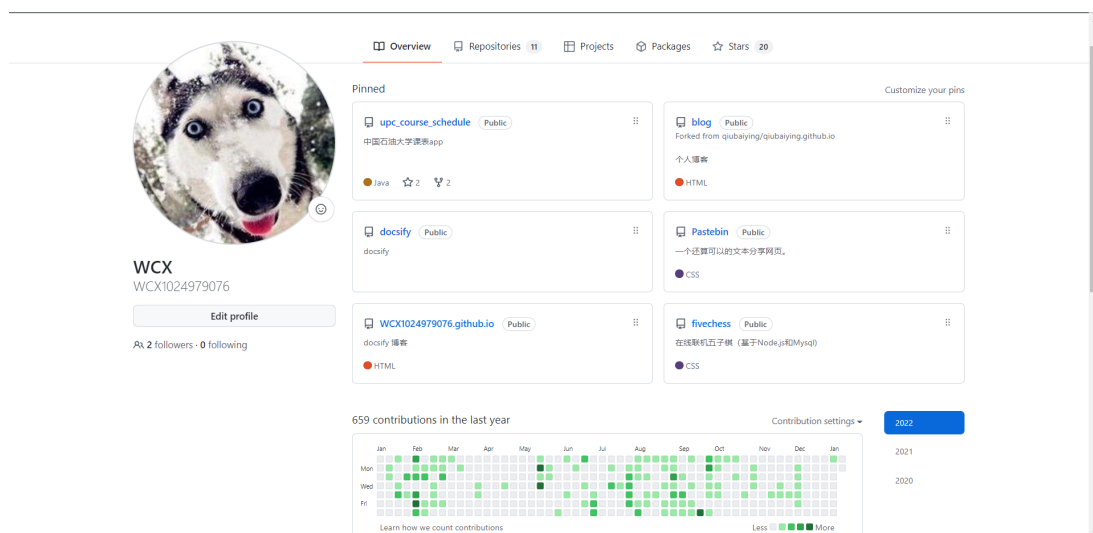 Overview Repositories 11 Projects Packages Stars 20
Pinned
Customize your pins
upc_course_schedule Public
中国石油大学课表app
Java 2 2
blog Public
Forked from qiubaiying/qiubaiying.github.io
个人博客
HTML
docsify Public
docsify
Pastebin Public
一个还算可以的文本分享网页。
CSS
WCX1024979076.github.io Public
docsify 博客
HTML
fivechess Public
在线联机五子棋（基于Node.js和Mysql)
CSS
WCX
WCX1024979076
Edit profile
2 followers · 0 following
659 contributions in the last year
Contribution settings
2022
2021
2020
Jan Feb Mar Apr May Jun Jul Aug Sep Oct Nov Dec Jan
Mon
Wed
Fri
Learn how we count contributions
Less More